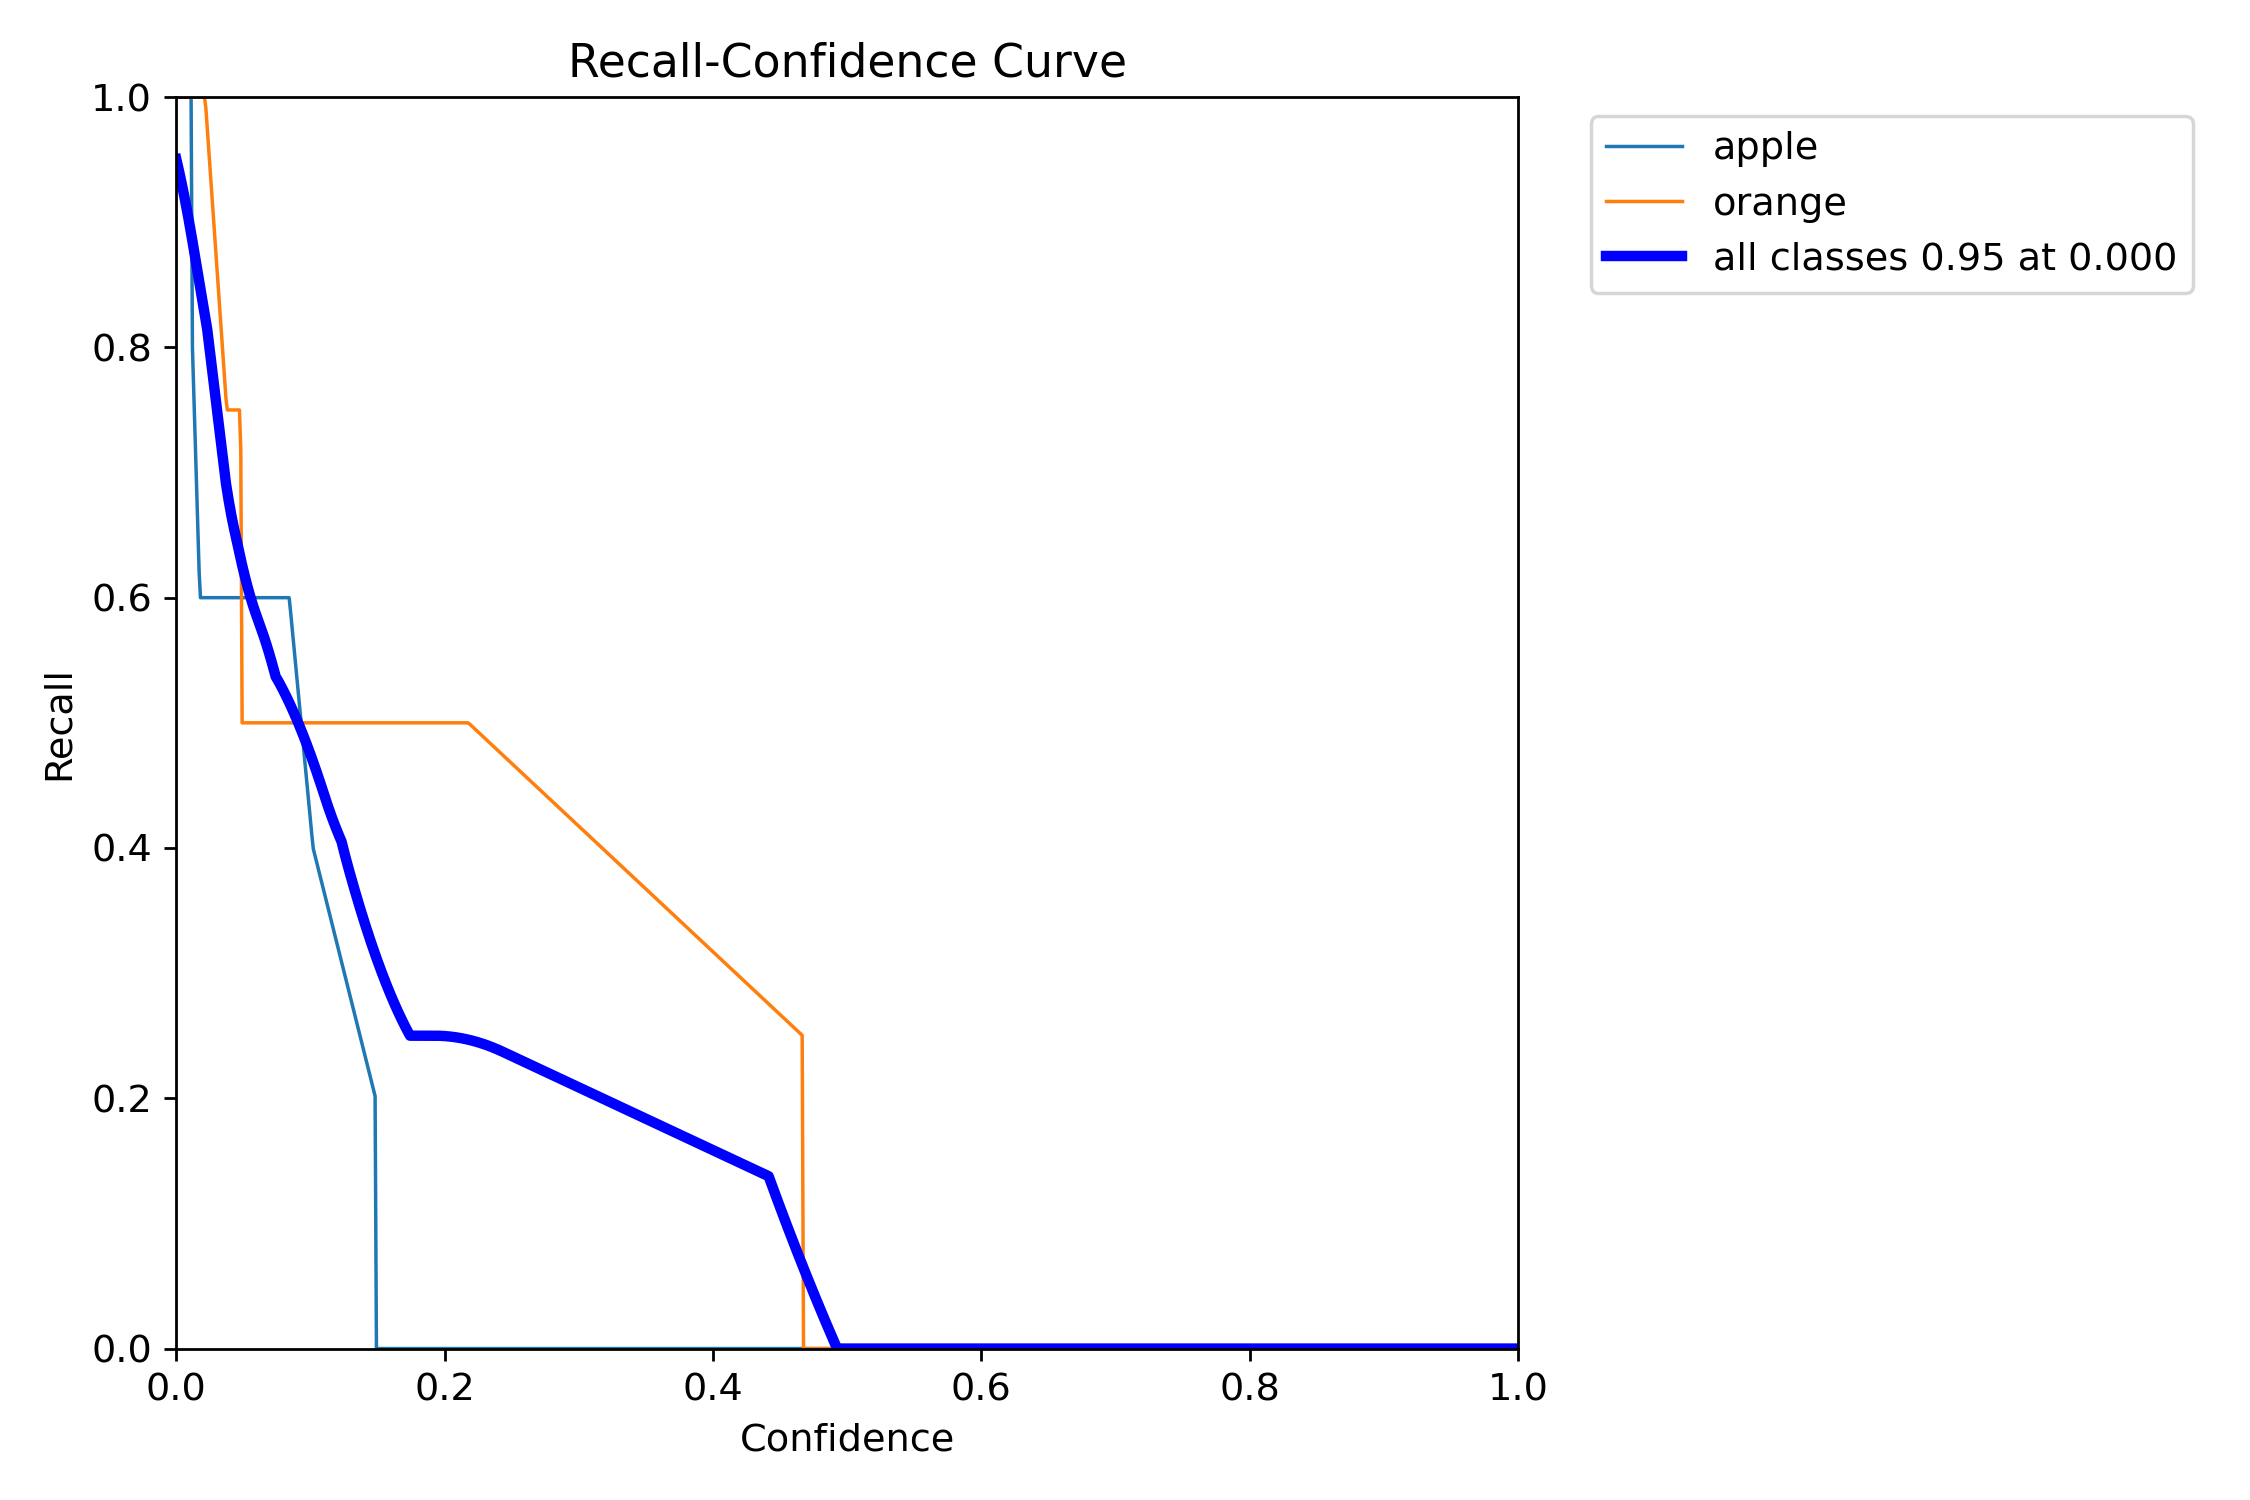 Recall-Confidence Curve
1.0
0.8
0.6
0.4
0.2
0.0
Recall
0.0 0.2 0.4 0.6 0.8 1.0
Confidence
apple
orange
all classes 0.95 at 0.000